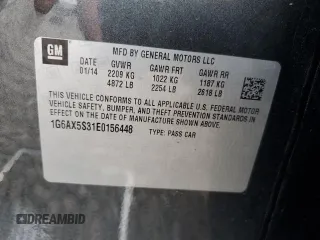 GM
MFD BY GENERAL MOTORS LLC
DATE GVWR GAWR FRT GAWR RR
01/14 2209 KG 1022 KG 1187 KG
4872 LB 2254 LB 2618 LB
THIS VEHICLE CONFORMS TO ALL APPLICABLE U.S. FEDERAL MOTOR
VEHICLE SAFETY, BUMPER, AND THEFT PREVENTION STANDARDS IN
EFFECT ON THE DATE OF MANUFACTURE SHOWN ABOVE.
1G6AX5S31E0156448 TYPE: PASS CAR
DREAMBID